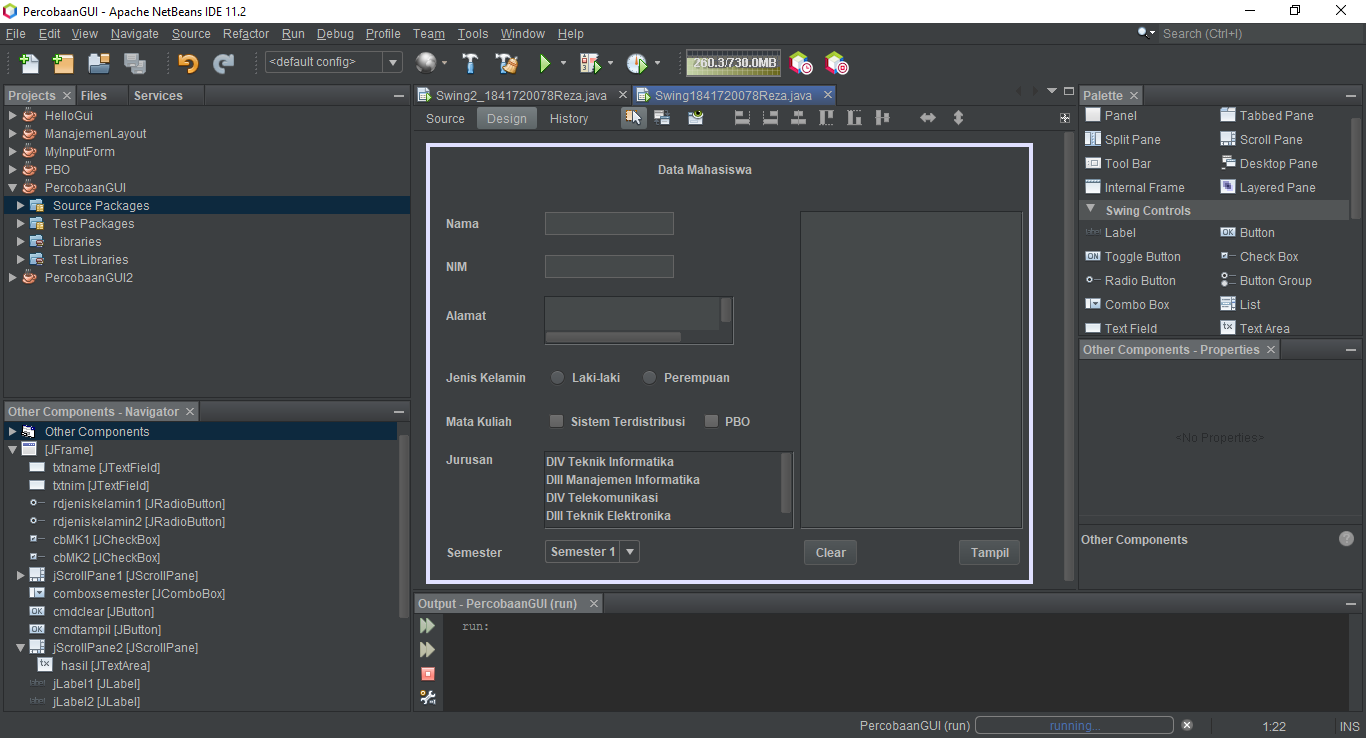 PercobaanGUI - Apache NetBeans IDE 11.2
File Edit View Navigate Source Refactor Run Debug Profile Team Tools Window Help
Search (Ctrl+I)
<default config>
260.3/730.0MB
Projects Files Services
HelloGui
ManajemenLayout
MyInputForm
PBO
PercobaanGUI
Source Packages
Test Packages
Libraries
Test Libraries
PercobaanGUI2
Other Components - Navigator
Other Components
[JFrame]
txtname [JTextField]
txtnim [JTextField]
rdjeniskelamin1 [JRadioButton]
rdjeniskelamin2 [JRadioButton]
cbMK1 [JCheckBox]
cbMK2 [JCheckBox]
jScrollPane1 [JScrollPane]
comboxsemester [JComboBox]
cmdclear [JButton]
cmdtampil [JButton]
jScrollPane2 [JScrollPane]
hasil [JTextArea]
jLabel1 [JLabel]
jLabel2 [JLabel]
Swing2_1841720078Reza.java Swing1841720078Reza.java
Source Design History
Data Mahasiswa
Nama
NIM
Alamat
Jenis Kelamin Laki-laki Perempuan
Mata Kuliah Sistem Terdistribusi PBO
Jurusan
DIV Teknik Informatika
DIII Manajemen Informatika
DIV Telekomunikasi
DIII Teknik Elektronika
Semester Semester 1 Clear Tampil
Output - PercobaanGUI (run)
run:
Palette
Panel Tabbed Pane
Split Pane Scroll Pane
Tool Bar Desktop Pane
Internal Frame Layered Pane
Swing Controls
label Label OK Button
ON Toggle Button Check Box
Radio Button Button Group
Combo Box List
Text Field Text Area
Other Components - Properties
<No Properties>
Other Components
PercobaanGUI (run) running... 1:22 INS